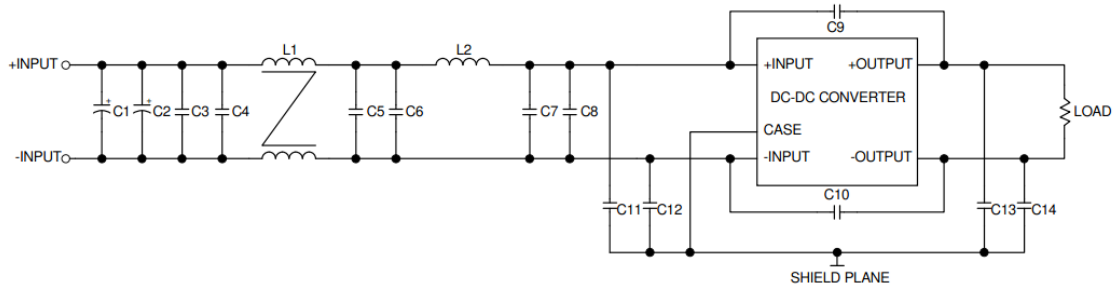 C9
L1
L2
+INPUT
+INPUT
+OUTPUT
DC-DC CONVERTER
+
C1
+
C2
C3
C4
C5
C6
C7
C8
LOAD
CASE
-INPUT
-INPUT
-OUTPUT
C10
C11
C12
C13
C14
SHIELD PLANE